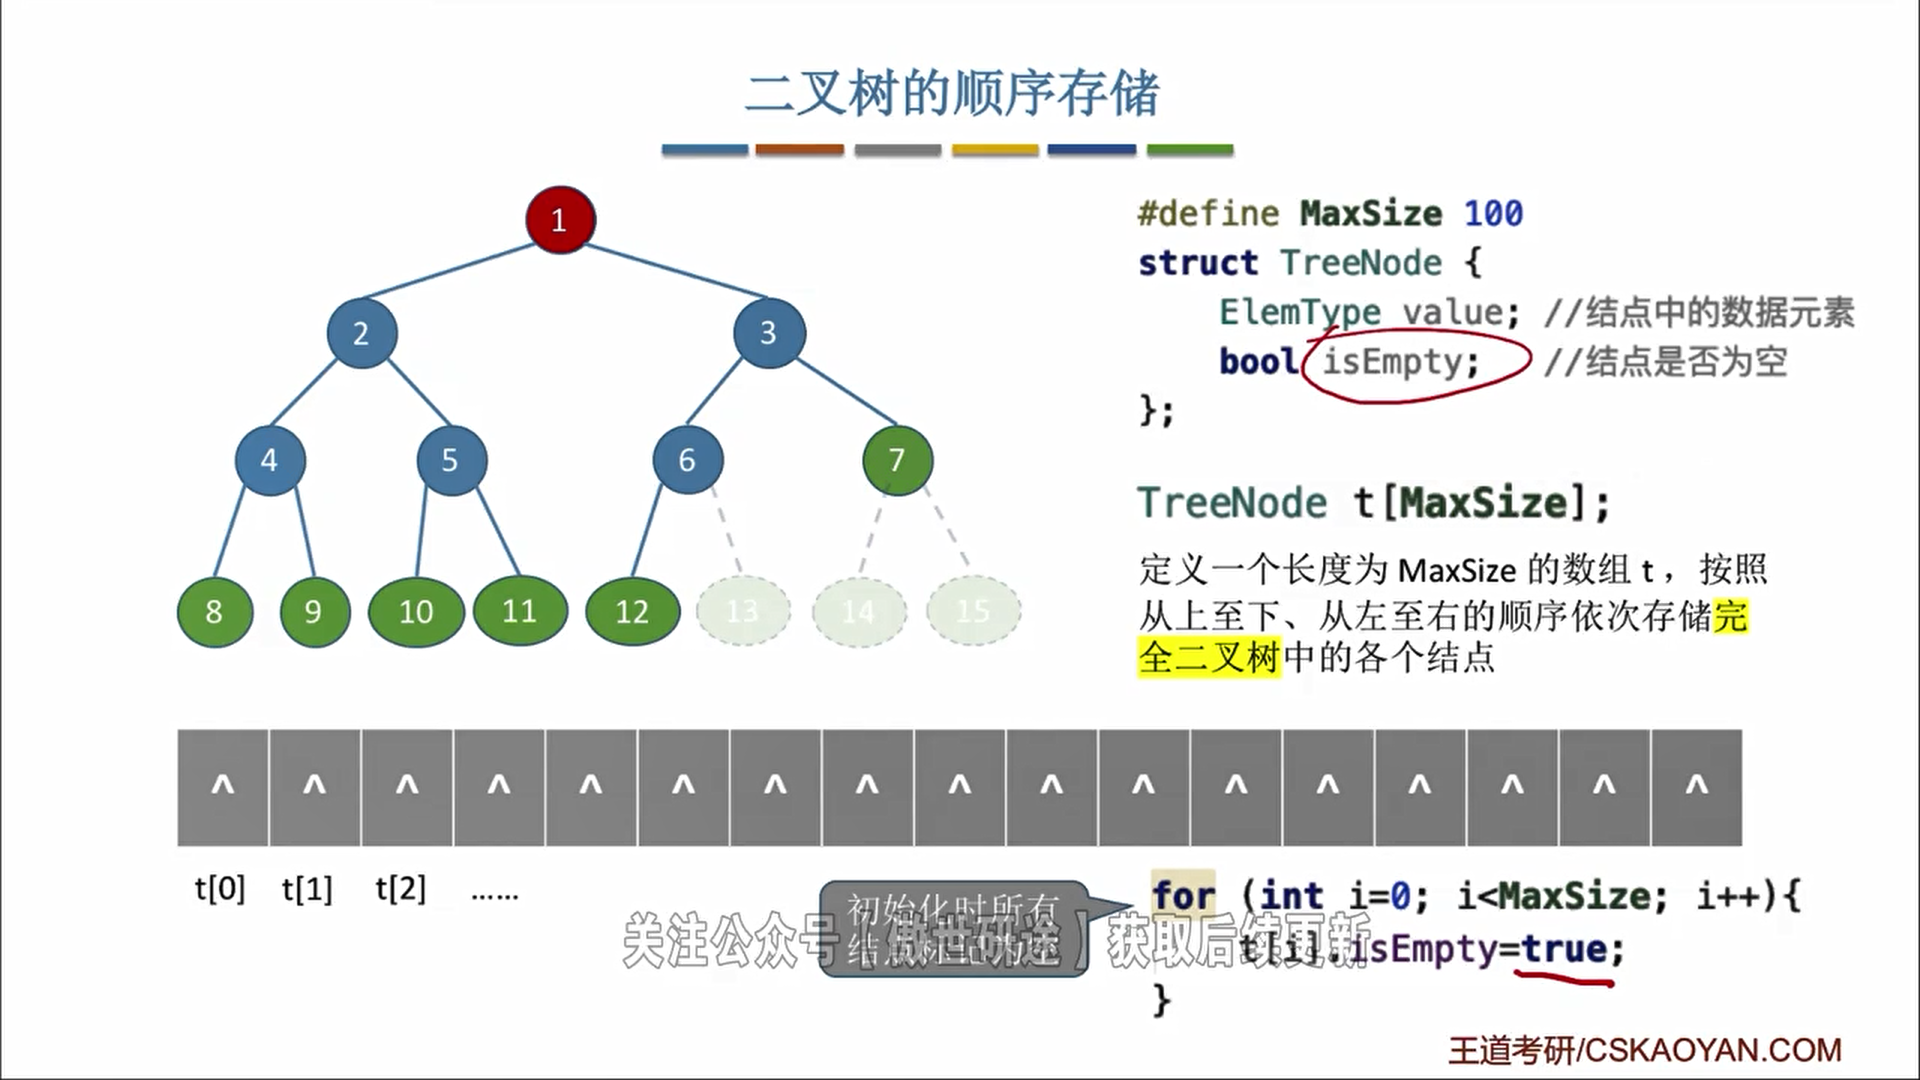 二叉树的顺序存储
1
2
3
4
5
6
7
8
9
10
11
12
13
14
15
#define MaxSize 100
struct TreeNode {
ElemType value; //结点中的数据元素
bool isEmpty; //结点是否为空
};
TreeNode t[MaxSize];
定义一个长度为 MaxSize 的数组 t ，按照
从上至下、从左至右的顺序依次存储完
全二叉树中的各个结点
^ ^ ^ ^ ^ ^ ^ ^ ^ ^ ^ ^ ^ ^ ^ ^ ^
t[0] t[1] t[2] ……
初始化时所有
结点标记为空
关注公众号【傲世研途】获取后续更新
for (int i=0; i<MaxSize; i++){
t[i].isEmpty=true;
}
王道考研/CSKAOYAN.COM